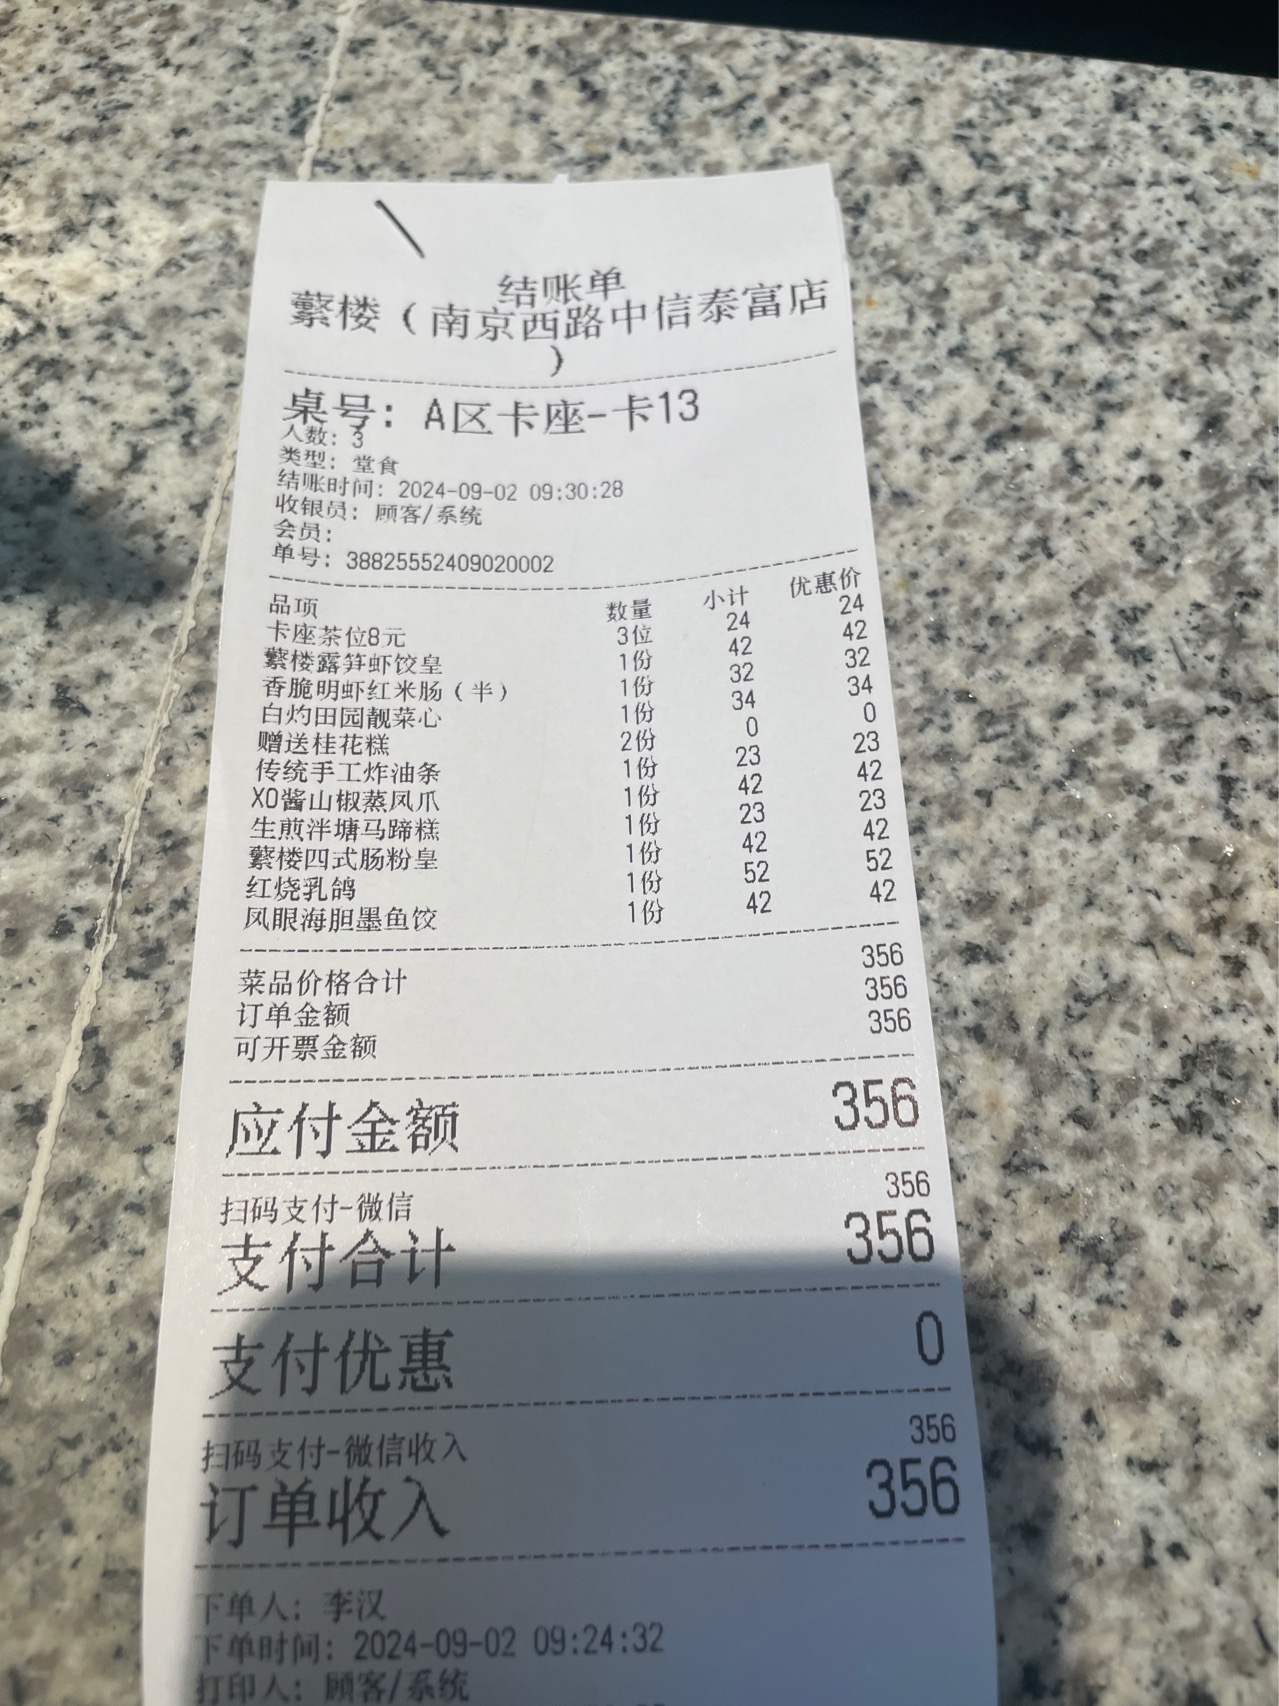 结账单
蘩楼（南京西路中信泰富店
）
桌号：A区卡座-卡13
人数：3
类型：堂食
结账时间：2024-09-02 09:30:28
收银员：顾客/系统
会员：
单号：38825552409020002
品项 数量 小计 优惠价
卡座茶位8元 3位 24 24
蘩楼露笋虾饺皇 1份 42 42
香脆明虾红米肠（半） 1份 32 32
白灼田园靓菜心 1份 34 34
赠送桂花糕 2份 0 0
传统手工炸油条 1份 23 23
XO酱山椒蒸凤爪 1份 42 42
生煎泮塘马蹄糕 1份 23 23
蘩楼四式肠粉皇 1份 42 42
红烧乳鸽 1份 52 52
凤眼海胆墨鱼饺 1份 42 42
菜品价格合计 356
订单金额 356
可开票金额 356
应付金额 356
扫码支付-微信 356
支付合计 356
支付优惠 0
扫码支付-微信收入 356
订单收入 356
下单人：李汉
下单时间：2024-09-02 09:24:32
打印人：顾客/系统